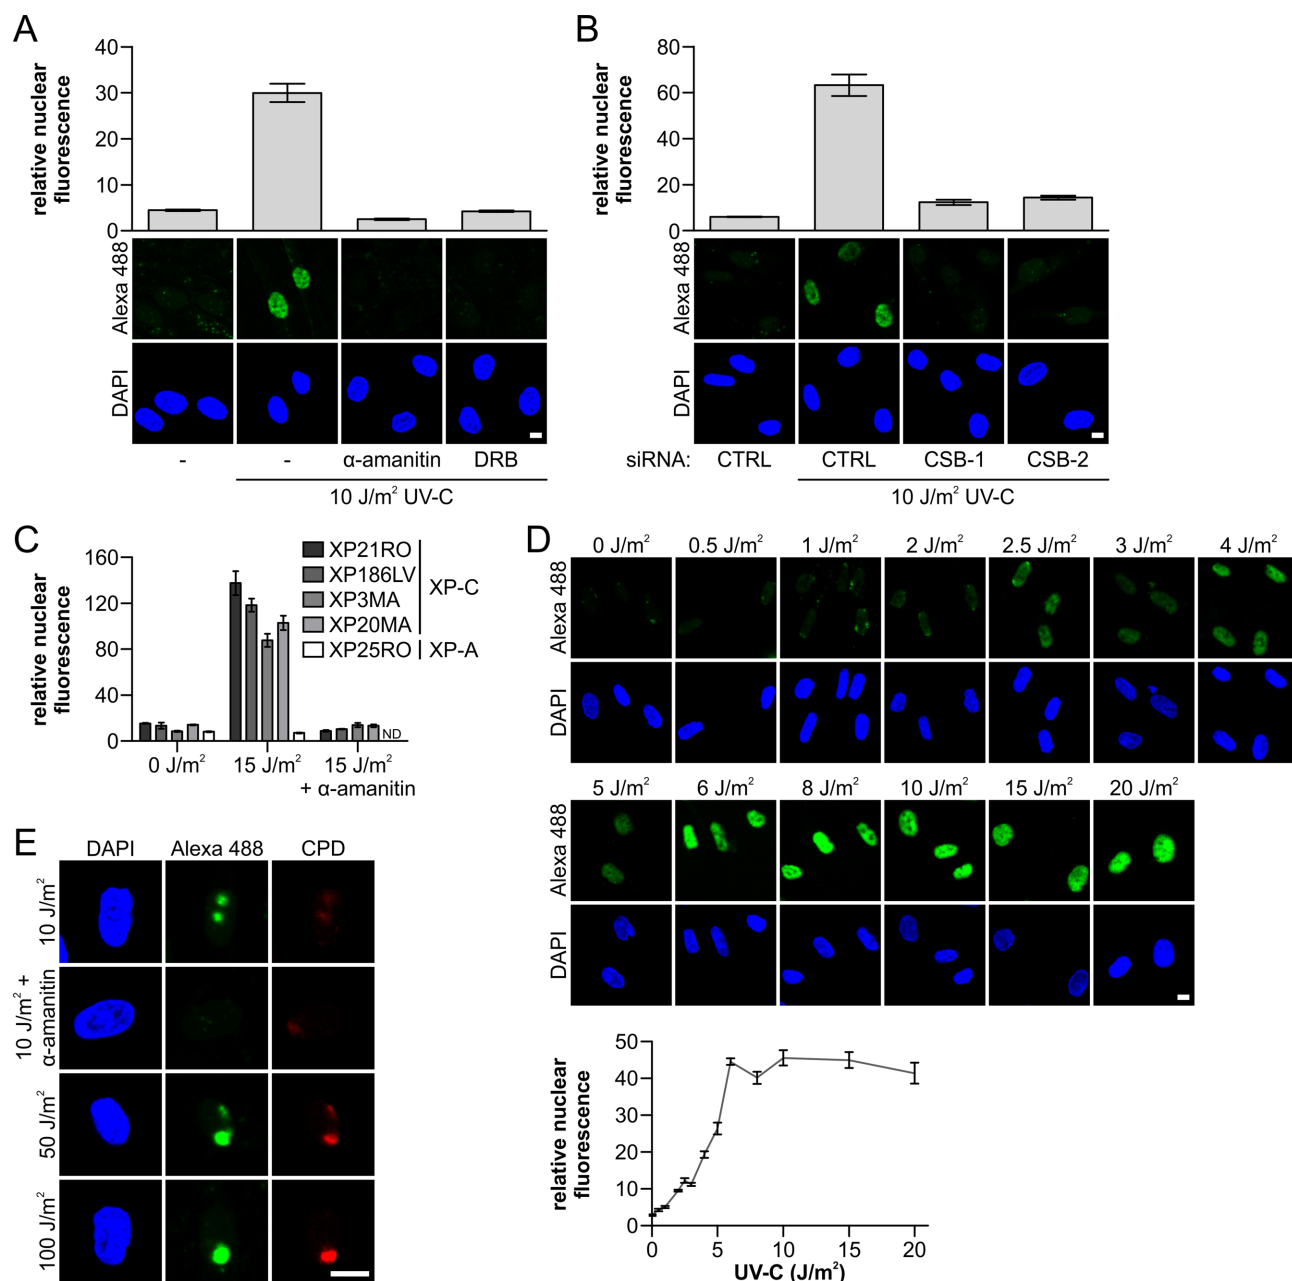 A
relative nuclear
fluorescence
40
30
20
10
0
Alexa 488
DAPI
- - α-amanitin DRB
10 J/m² UV-C
B
relative nuclear
fluorescence
80
60
40
20
0
Alexa 488
DAPI
siRNA: CTRL CTRL CSB-1 CSB-2
10 J/m² UV-C
C
relative nuclear
fluorescence
160
120
80
40
0
XP21RO
XP186LV
XP3MA
XP20MA
XP-C
XP25RO XP-A
ND
0 J/m² 15 J/m² 15 J/m²
+ α-amanitin
D
0 J/m² 0.5 J/m² 1 J/m² 2 J/m² 2.5 J/m² 3 J/m² 4 J/m²
Alexa 488
DAPI
5 J/m² 6 J/m² 8 J/m² 10 J/m² 15 J/m² 20 J/m²
Alexa 488
DAPI
relative nuclear
fluorescence
50
40
30
20
10
0
0 5 10 15 20
UV-C (J/m²)
E
DAPI Alexa 488 CPD
10 J/m²
10 J/m² +
α-amanitin
50 J/m²
100 J/m²